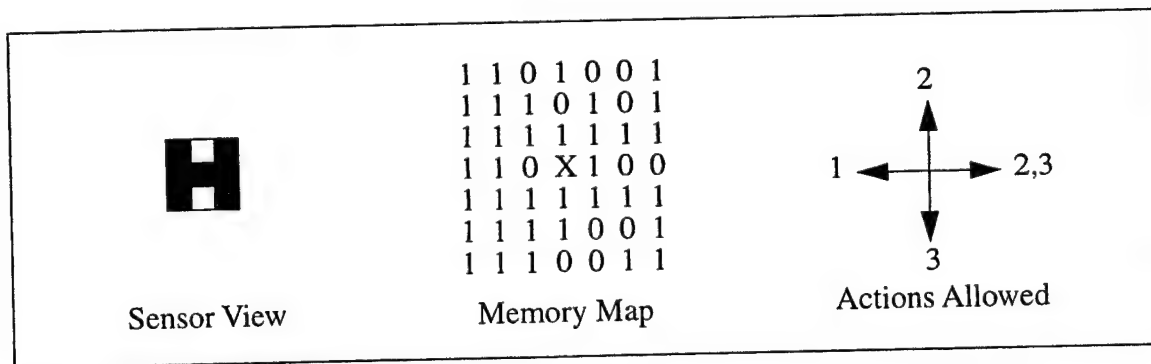 1 1 0 1 0 0 1
1 1 1 0 1 0 1
1 1 1 1 1 1 1
1 1 0 X 1 0 0
1 1 1 1 1 1 1
1 1 1 1 0 0 1
1 1 1 0 0 1 1
2
1
2,3
3
Sensor View
Memory Map
Actions Allowed